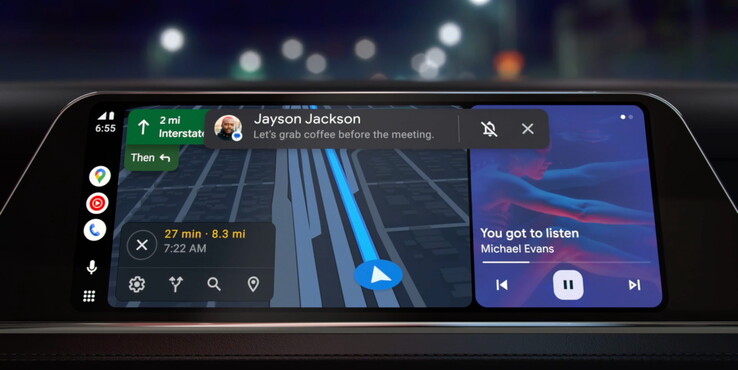 6:55
2 mi
Interstat
Then
Jayson Jackson
Let's grab coffee before the meeting.
27 min · 8.3 mi
7:22 AM
You got to listen
Michael Evans